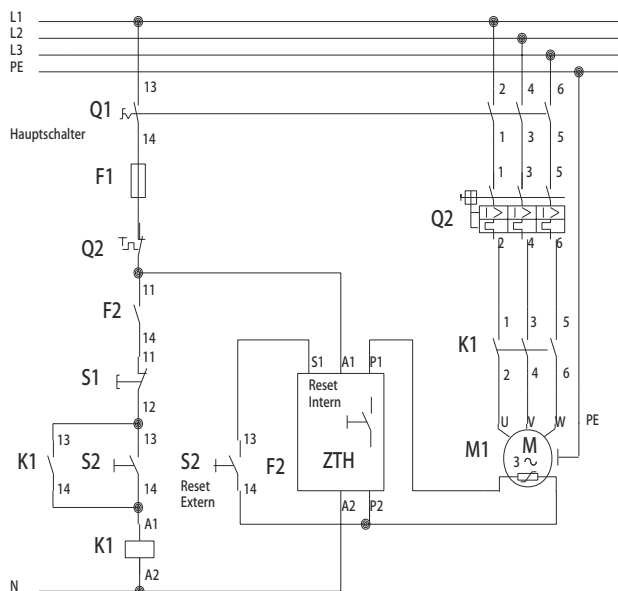 L1
L2
L3
PE
13
2
4
6
Q1
Hauptschalter
14
1
3
5
F1
1
3
5
Q2
Q2
2
4
6
11
F2
14
11
S1
12
1
3
5
K1
2
4
6
S1
A1
P1
Reset
Intern
U
V
W
PE
M1
M
3
13
13
K1
S2
14
14
13
S2
Reset
Extern
14
F2
ZTH
A2
P2
A1
K1
A2
N